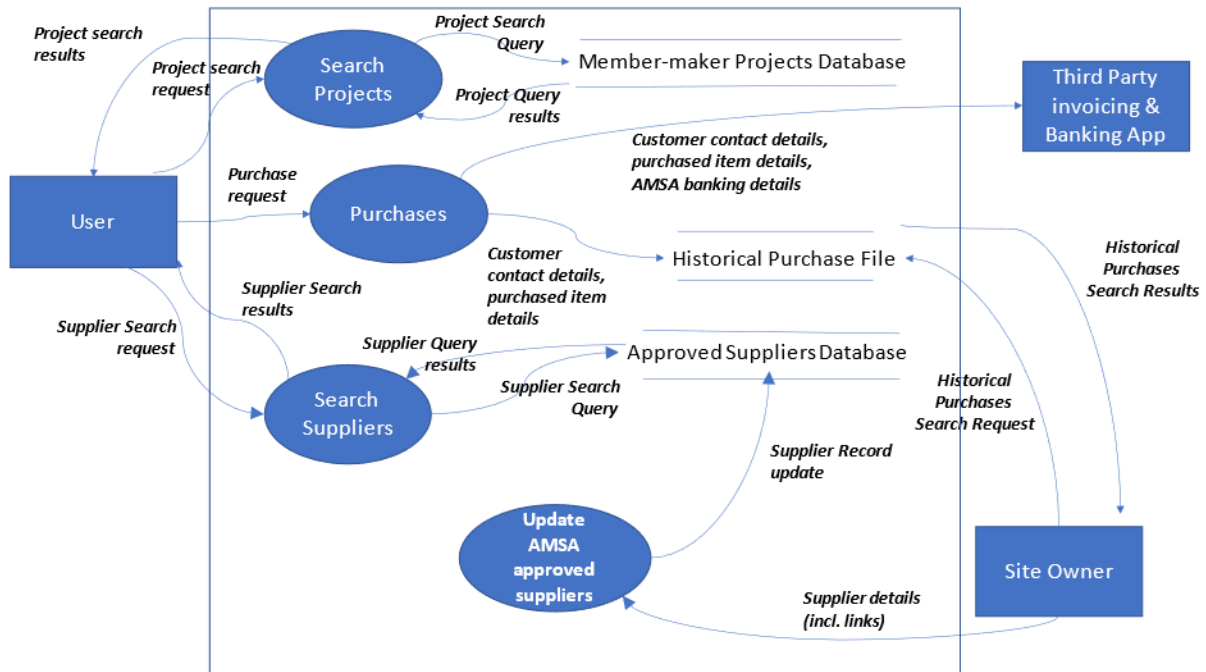 Project search
results
Project search
request
Search
Projects
Project Search
Query
Member-maker Projects Database
Project Query
results
Third Party
invoicing &
Banking App
Customer contact details,
purchased item details,
AMSA banking details
User
Purchase
request
Purchases
Historical Purchase File
Historical
Purchases
Search Results
Customer
contact details,
purchased item
details
Supplier Search
results
Supplier Search
request
Supplier Query
results
Approved Suppliers Database
Supplier Search
Query
Search
Suppliers
Historical
Purchases
Search Request
Supplier Record
update
Update
AMSA
approved
suppliers
Site Owner
Supplier details
(incl. links)